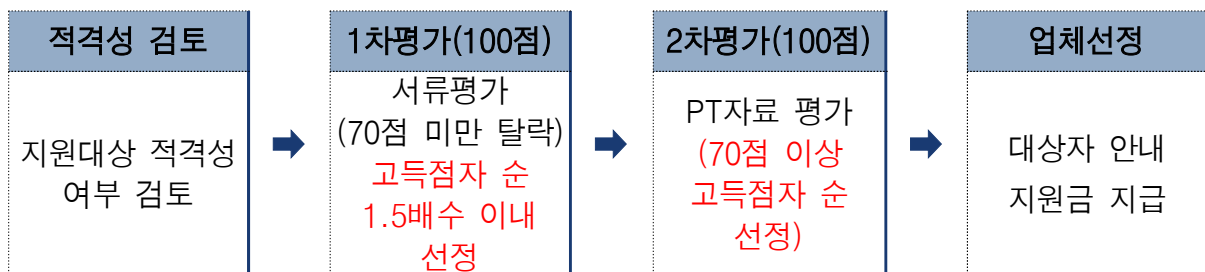 적격성 검토
지원대상 적격성
여부 검토
1차평가(100점)
서류평가
(70점 미만 탈락)
고득점자 순
1.5배수 이내
선정
2차평가(100점)
PT자료 평가
(70점 이상
고득점자 순
선정)
업체선정
대상자 안내
지원금 지급